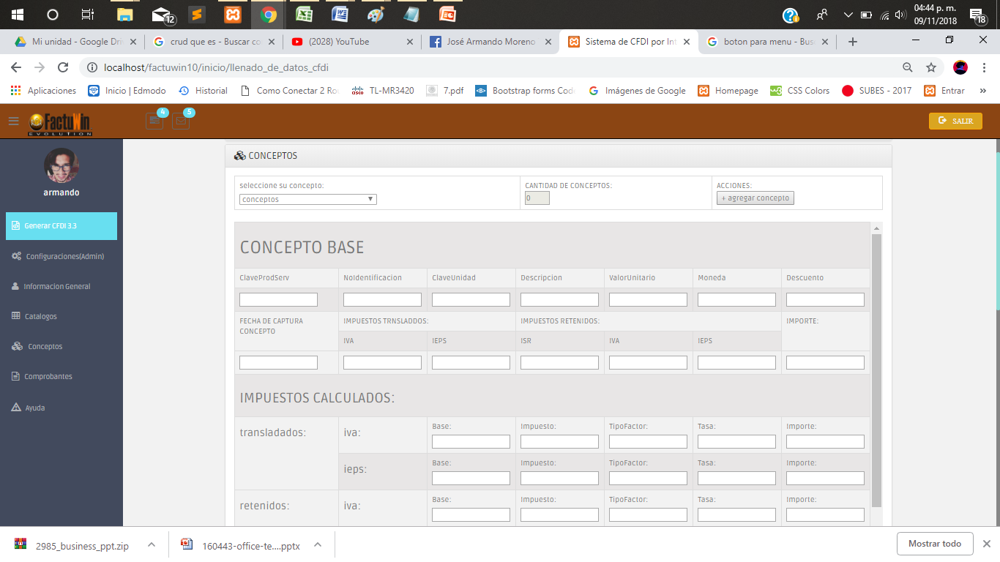 12
04:44 p. m.
09/11/2018
18
Mi unidad - Google Dri
crud que es - Buscar co
(2028) YouTube
José Armando Moreno
Sistema de CFDI por Int
boton para menu - Bus
localhost/factuwin10/inicio/llenado_de_datos_cfdi
Aplicaciones
Inicio | Edmodo
Historial
Como Conectar 2 Ro
TL-MR3420
7.pdf
Bootstrap forms Cod
Imágenes de Google
Homepage
CSS Colors
SUBES - 2017
Entrar
»
FactuWin
EVOLUTION
4
5
SALIR
armando
Generar CFDI 3.3
Configuraciones(Admin)
Informacion General
Catalogos
Conceptos
Comprobantes
Ayuda
CONCEPTOS
seleccione su concepto:
conceptos
CANTIDAD DE CONCEPTOS:
0
ACCIONES:
+ agregar concepto
CONCEPTO BASE
ClaveProdServ NoIdentificacion ClaveUnidad Descripcion ValorUnitario Moneda Descuento
FECHA DE CAPTURA CONCEPTO
IMPUESTOS TRNSLADDOS:
IMPUESTOS RETENIDOS:
IMPORTE:
IVA IEPS ISR IVA IEPS
IMPUESTOS CALCULADOS:
transladados:
iva:
Base: Impuesto: TipoFactor: Tasa: Importe:
ieps:
Base: Impuesto: TipoFactor: Tasa: Importe:
retenidos:
iva:
Base: Impuesto: TipoFactor: Tasa: Importe:
2985_business_ppt.zip
160443-office-te....pptx
Mostrar todo